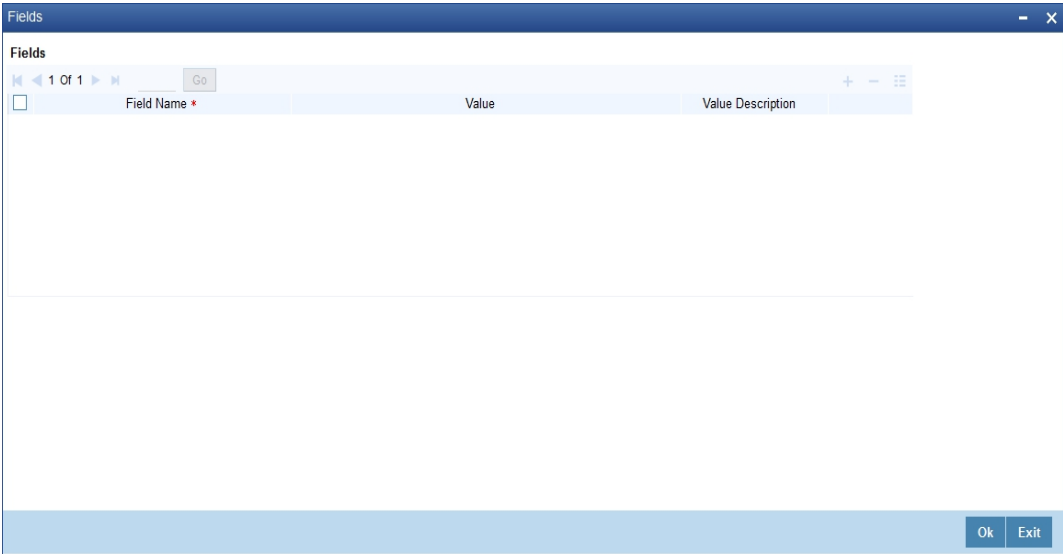 Fields
Fields
1 Of 1 Go
Field Name * Value Value Description
Ok Exit